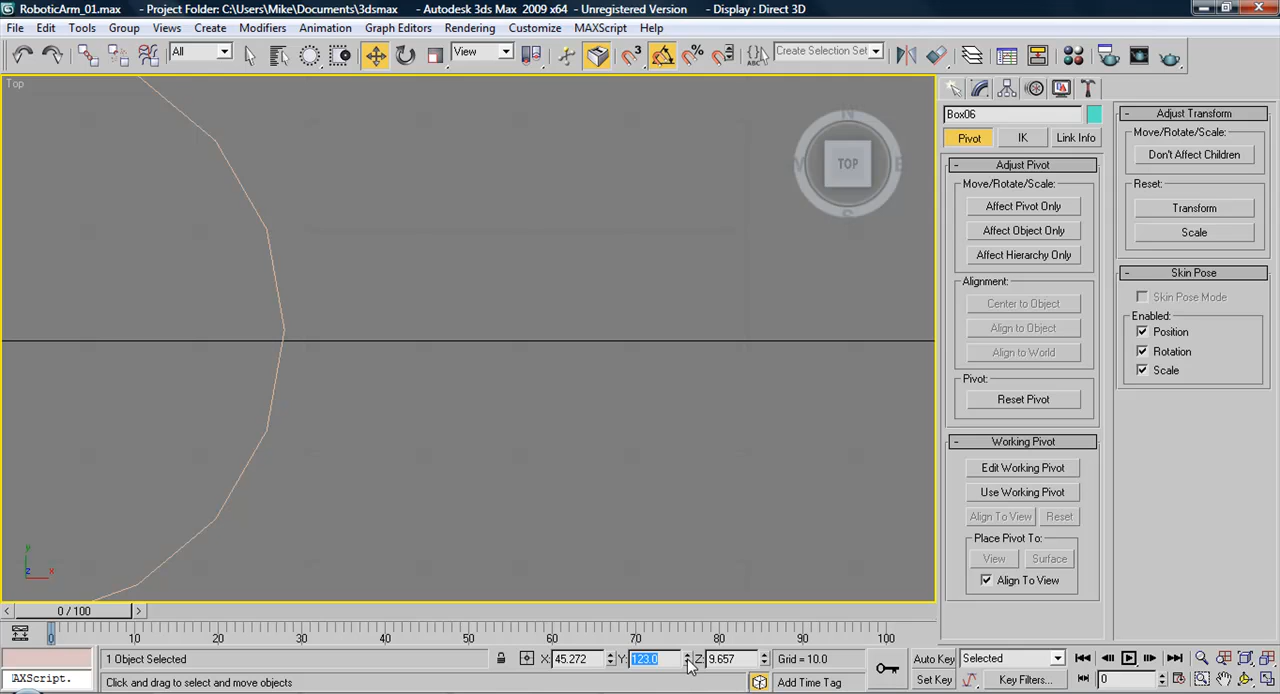 RoboticArm_01.max - Project Folder: C:\Users\Mike\Documents\3dsmax - Autodesk 3ds Max 2009 x64 - Unregistered Version - Display : Direct 3D
File Edit Tools Group Views Create Modifiers Animation Graph Editors Rendering Customize MAXScript Help
All View Create Selection Set
Top
N
TOP
S
Box06
Pivot IK Link Info
- Adjust Pivot
Move/Rotate/Scale:
Affect Pivot Only
Affect Object Only
Affect Hierarchy Only
Alignment:
Center to Object
Align to Object
Align to World
Pivot:
Reset Pivot
- Working Pivot
Edit Working Pivot
Use Working Pivot
Align To View Reset
Place Pivot To:
View Surface
Align To View
- Adjust Transform
Move/Rotate/Scale:
Don't Affect Children
Reset:
Transform
Scale
- Skin Pose
Skin Pose Mode
Enabled:
Position
Rotation
Scale
y
z x
< 0 / 100 >
0 10 20 30 40 50 60 70 80 90 100
1 Object Selected X: 45.272 Y: 123.0 Z: 9.657 Grid = 10.0 Auto Key Selected
AXScript. Click and drag to select and move objects Add Time Tag Set Key Key Filters... 0